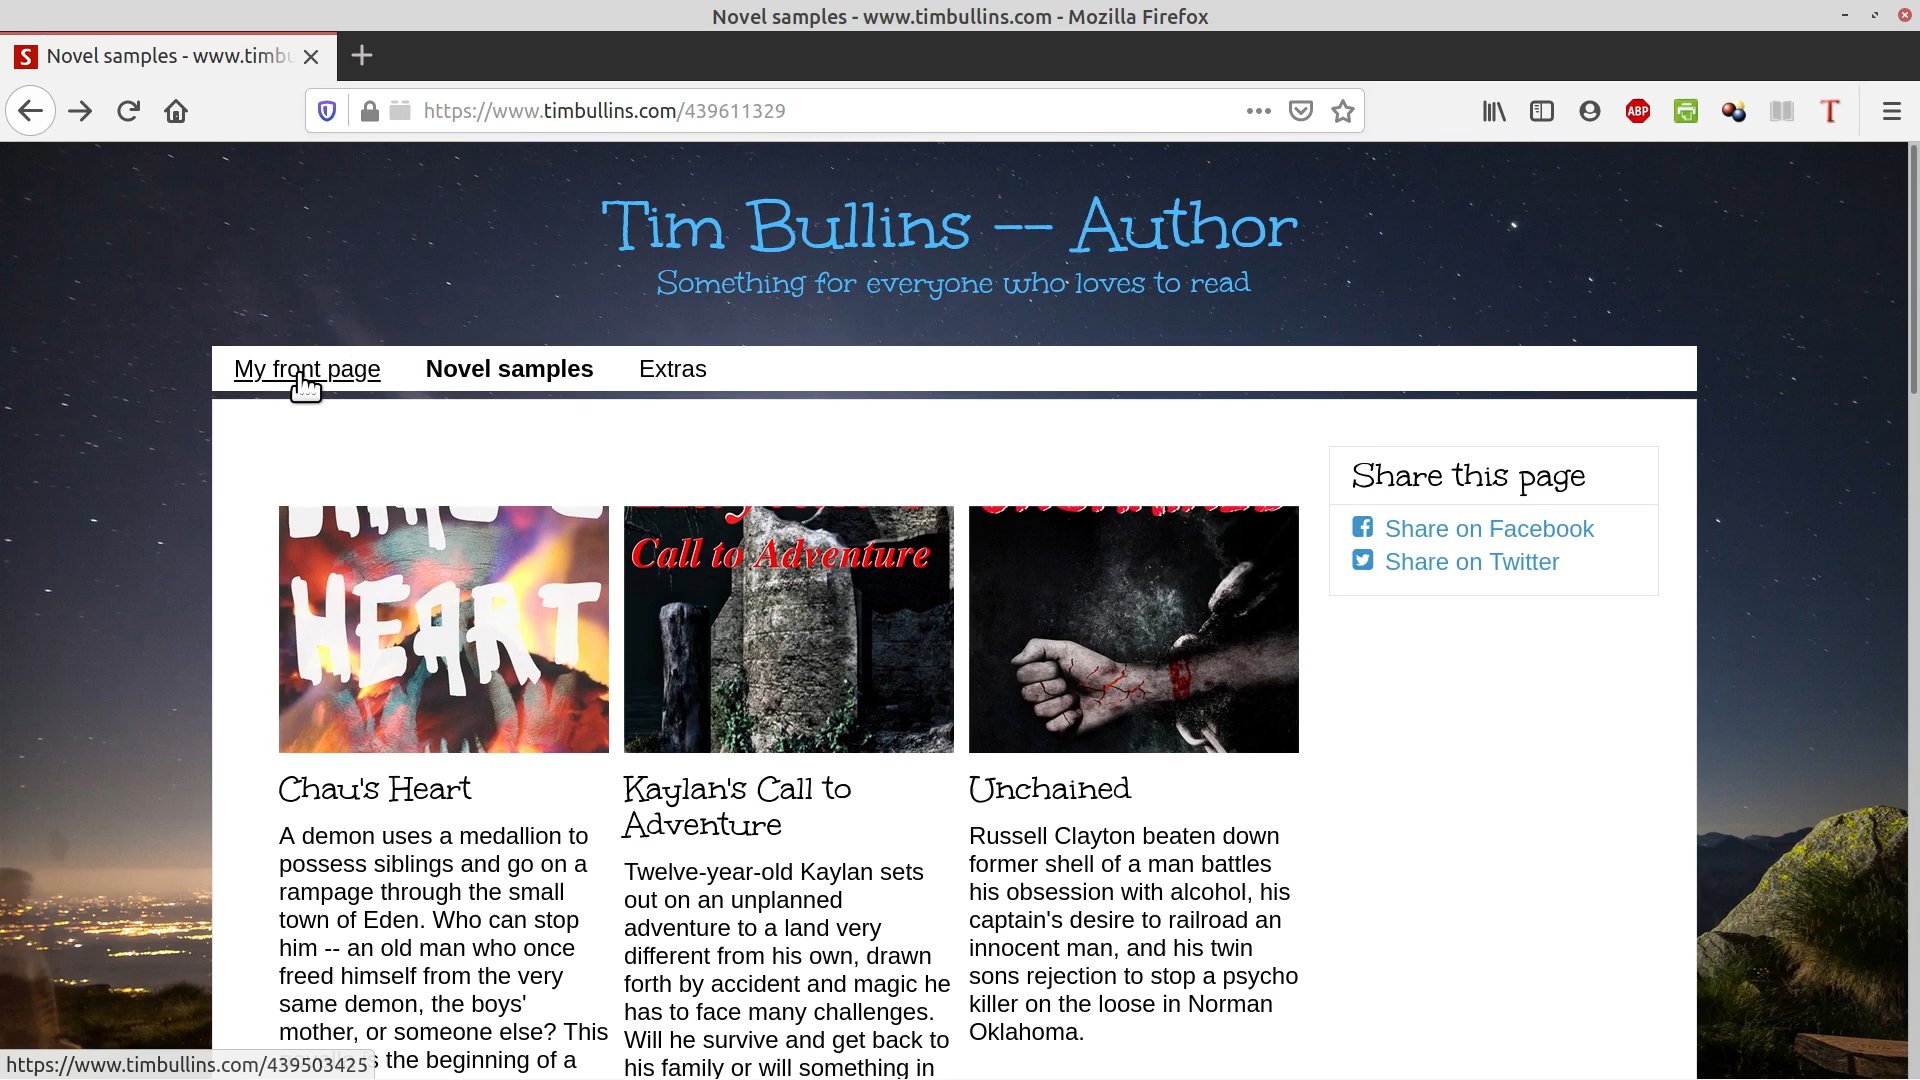 Novel samples - www.timbullins.com - Mozilla Firefox
S Novel samples - www.timbu
https://www.timbullins.com/439611329
ABP
T
Tim Bullins -- Author
Something for everyone who loves to read
My front page Novel samples Extras
Share this page
Share on Facebook
Share on Twitter
HEART
Call to Adventure
Chau's Heart
A demon uses a medallion to
possess siblings and go on a
rampage through the small
town of Eden. Who can stop
him -- an old man who once
freed himself from the very
same demon, the boys'
mother, or someone else? This
s the beginning of a
Kaylan's Call to
Adventure
Twelve-year-old Kaylan sets
out on an unplanned
adventure to a land very
different from his own, drawn
forth by accident and magic he
has to face many challenges.
Will he survive and get back to
his family or will something in
Unchained
Russell Clayton beaten down
former shell of a man battles
his obsession with alcohol, his
captain's desire to railroad an
innocent man, and his twin
sons rejection to stop a psycho
killer on the loose in Norman
Oklahoma.
https://www.timbullins.com/439503425